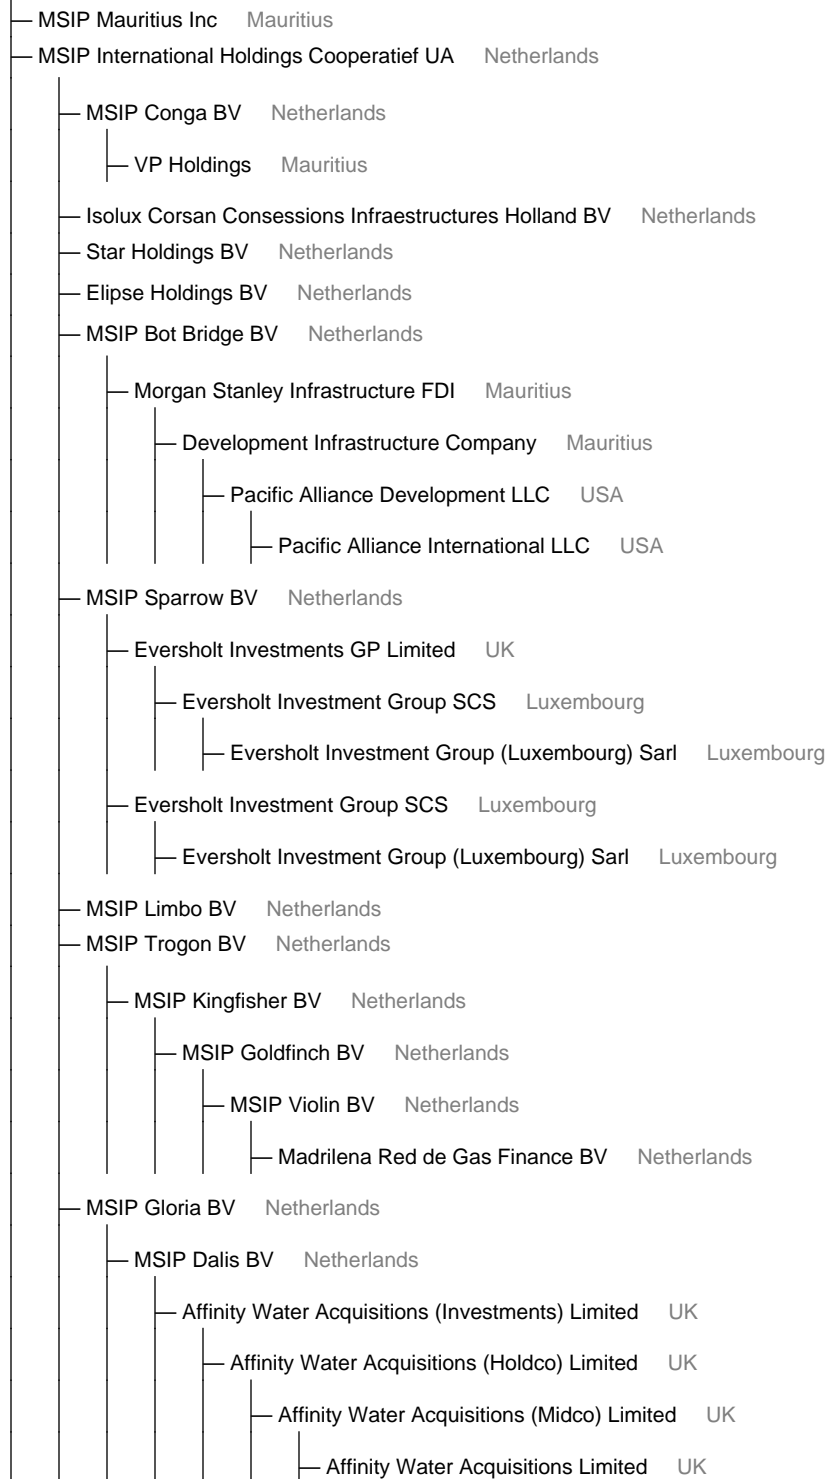 MSIP Mauritius Inc Mauritius
MSIP International Holdings Cooperatief UA Netherlands
MSIP Conga BV Netherlands
VP Holdings Mauritius
Isolux Corsan Consessions Infraestructures Holland BV Netherlands
Star Holdings BV Netherlands
Elipse Holdings BV Netherlands
MSIP Bot Bridge BV Netherlands
Morgan Stanley Infrastructure FDI Mauritius
Development Infrastructure Company Mauritius
Pacific Alliance Development LLC USA
Pacific Alliance International LLC USA
MSIP Sparrow BV Netherlands
Eversholt Investments GP Limited UK
Eversholt Investment Group SCS Luxembourg
Eversholt Investment Group (Luxembourg) Sarl Luxembourg
Eversholt Investment Group SCS Luxembourg
Eversholt Investment Group (Luxembourg) Sarl Luxembourg
MSIP Limbo BV Netherlands
MSIP Trogon BV Netherlands
MSIP Kingfisher BV Netherlands
MSIP Goldfinch BV Netherlands
MSIP Violin BV Netherlands
Madrilena Red de Gas Finance BV Netherlands
MSIP Gloria BV Netherlands
MSIP Dalis BV Netherlands
Affinity Water Acquisitions (Investments) Limited UK
Affinity Water Acquisitions (Holdco) Limited UK
Affinity Water Acquisitions (Midco) Limited UK
Affinity Water Acquisitions Limited UK